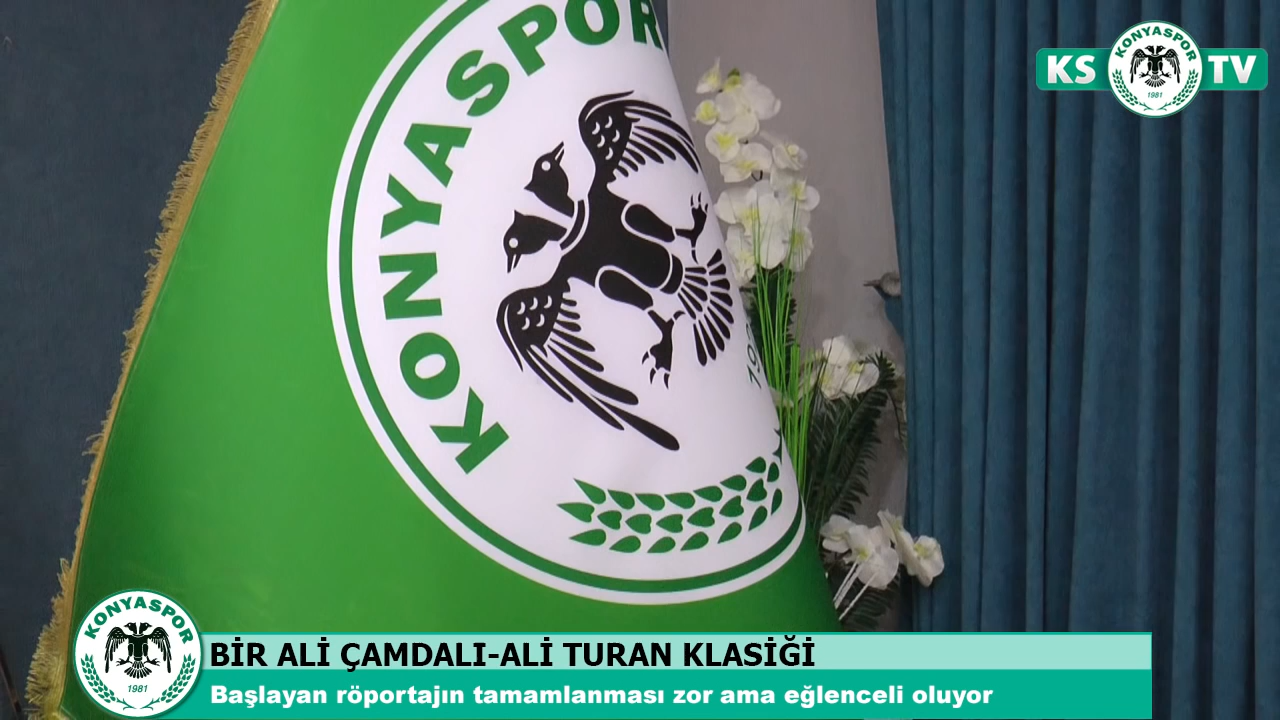 KONYASPOR
19
KS
KONYASPOR
1981
TV
KONYASPOR
1981
BİR ALİ ÇAMDALI-ALİ TURAN KLASİĞİ
Başlayan röportajın tamamlanması zor ama eğlenceli oluyor